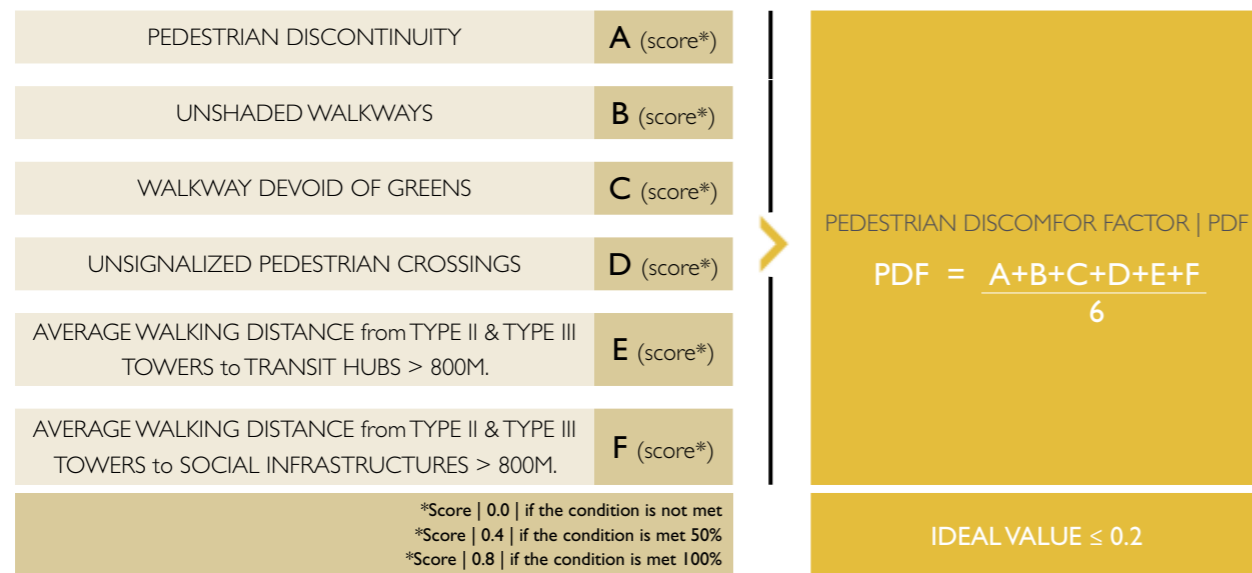 PEDESTRIAN DISCONTINUITY
A (score*)
UNSHADED WALKWAYS
B (score*)
WALKWAY DEVOID OF GREENS
C (score*)
UNSIGNALIZED PEDESTRIAN CROSSINGS
D (score*)
AVERAGE WALKING DISTANCE from TYPE II & TYPE III
TOWERS to TRANSIT HUBS > 800M.
E (score*)
AVERAGE WALKING DISTANCE from TYPE II & TYPE III
TOWERS to SOCIAL INFRASTRUCTURES > 800M.
F (score*)
*Score | 0.0 | if the condition is not met
*Score | 0.4 | if the condition is met 50%
*Score | 0.8 | if the condition is met 100%
PEDESTRIAN DISCOMFOR FACTOR | PDF
PDF = A+B+C+D+E+F
6
IDEAL VALUE ≤ 0.2